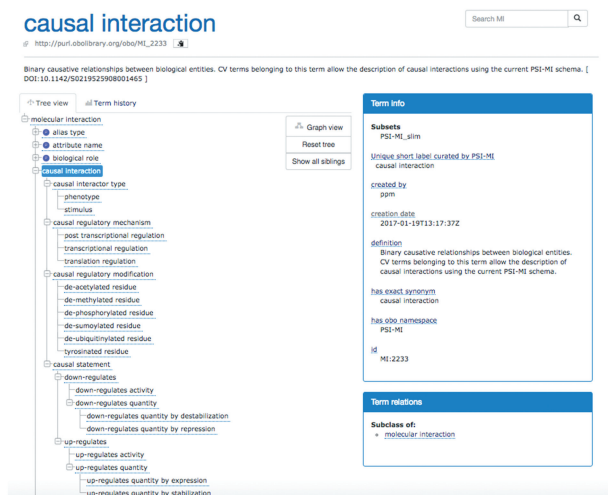 causal interaction
Search MI
http://purl.obolibrary.org/obo/MI_2233
Binary causative relationships between biological entities. CV terms belonging to this term allow the description of causal interactions using the current PSI-MI schema. [
DOI:10.1142/S0219525908001465 ]
Tree view
Term history
molecular interaction
alias type
attribute name
biological role
causal interaction
causal interactor type
phenotype
stimulus
causal regulatory mechanism
post transcriptional regulation
transcriptional regulation
translation regulation
causal regulatory modification
de-acetylated residue
de-methylated residue
de-phosphorylated residue
de-sumoylated residue
de-ubiquitinylated residue
tyrosinated residue
causal statement
down-regulates
down-regulates activity
down-regulates quantity
down-regulates quantity by destabilization
down-regulates quantity by repression
up-regulates
up-regulates activity
up-regulates quantity
up-regulates quantity by expression
up-regulates quantity by stabilization
Graph view
Reset tree
Show all siblings
Term info
Subsets
PSI-MI_slim
Unique short label curated by PSI-MI
causal interaction
created by
ppm
creation date
2017-01-19T13:17:37Z
definition
Binary causative relationships between biological entities.
CV terms belonging to this term allow the description of
causal interactions using the current PSI-MI schema.
has exact synonym
causal interaction
has obo namespace
PSI-MI
id
MI:2233
Term relations
Subclass of:
molecular interaction